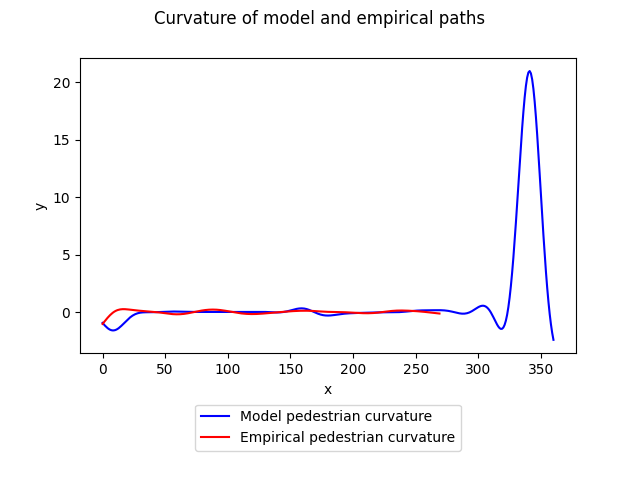 Curvature of model and empirical paths
20
15
10
5
0
y
0 50 100 150 200 250 300 350
x
Model pedestrian curvature
Empirical pedestrian curvature